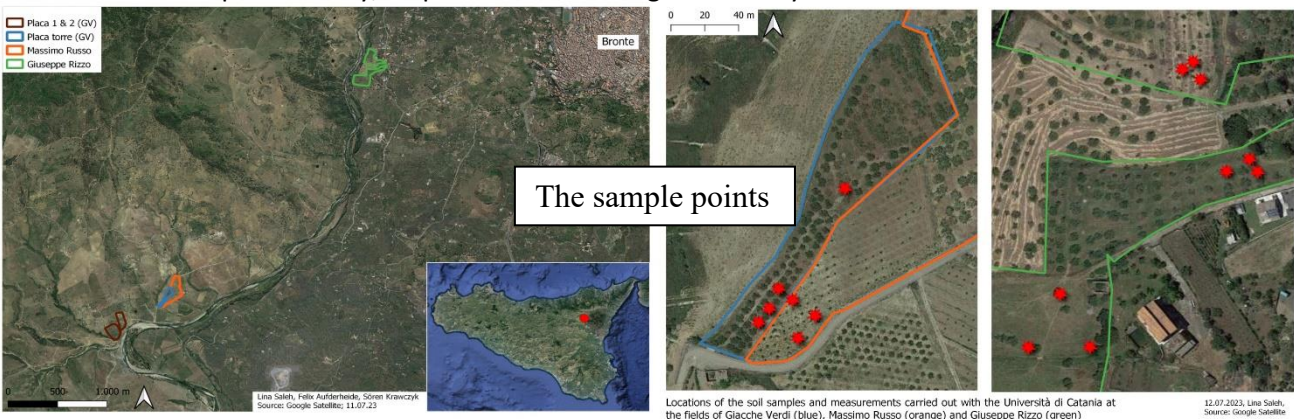 Placa 1 & 2 (GV)
Placa torre (GV)
Massimo Russo
Giuseppe Rizzo
Bronte
0 500 1.000 m
Lina Saleh, Felix Aufderheide, Sören Krawczyk
Source: Google Satellite; 11.07.23
The sample points
0 20 40 m
Locations of the soil samples and measurements carried out with the Università di Catania at
the fields of Giacche Verdi (blue), Massimo Russo (orange) and Giuseppe Rizzo (green)
12.07.2023, Lina Saleh,
Source: Google Satellite